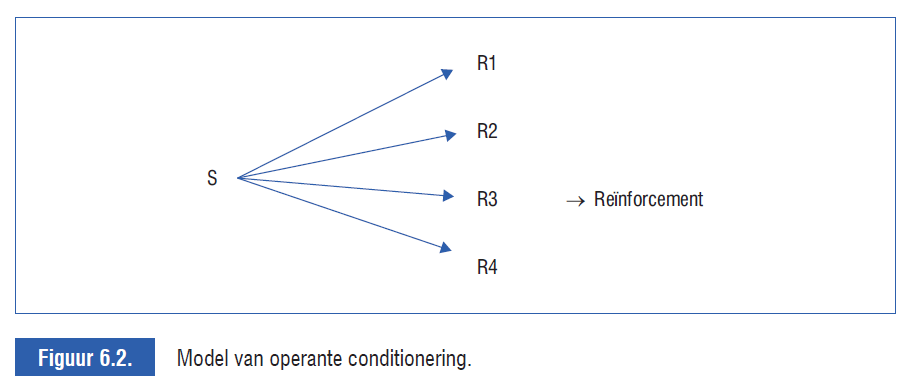 R1
R2
S
R3 → Reïnforcement
R4
Figuur 6.2. Model van operante conditionering.